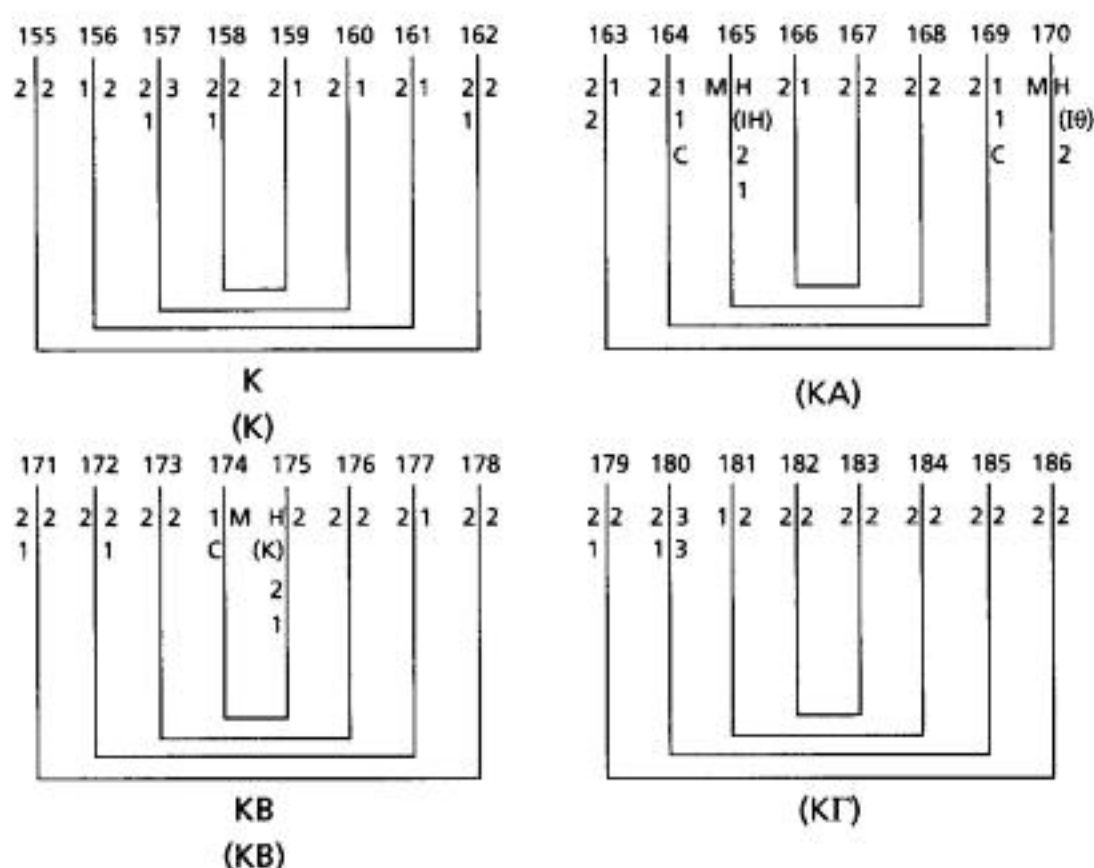 155 156 157 158 159 160 161 162
2 2 1 2 2 3 2 2 2 1 2 1 2 1 2 2
1 1 1
K
(K)
163 164 165 166 167 168 169 170
2 1 2 1 M H 2 1 2 2 2 2 2 1 M H
2 1 (IH) 1 (Iθ)
C 2 C 2
1
(KA)
171 172 173 174 175 176 177 178
2 2 2 2 2 2 1 M H 2 2 2 2 1 2 2
1 1 C (K)
2
1
KB
(KB)
179 180 181 182 183 184 185 186
2 2 2 3 1 2 2 2 2 2 2 2 2 2 2 2
1 1 3
(KΓ)